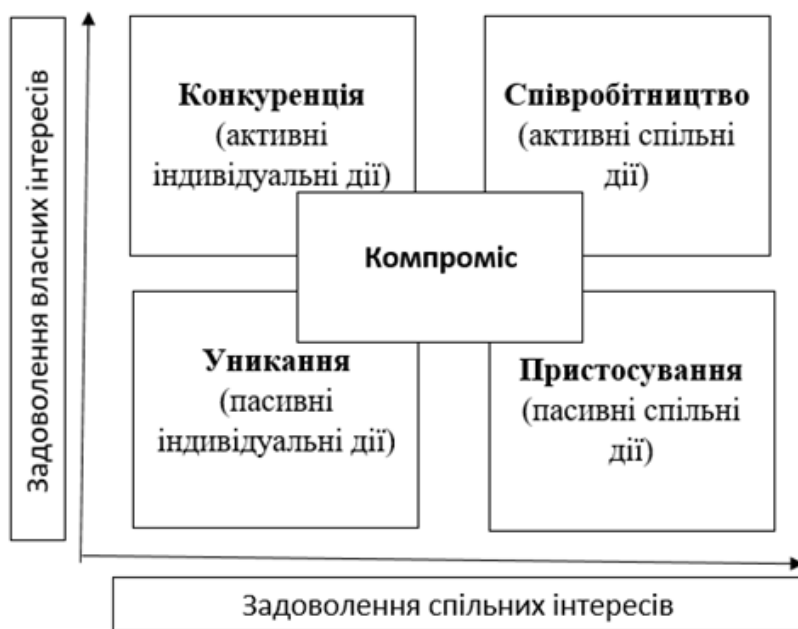 Задоволення власних інтересів
Конкуренція
(активні
індивідуальні дії)
Співробітництво
(активні спільні
дії)
Компроміс
Уникання
(пасивні
індивідуальні дії)
Пристосування
(пасивні спільні
дії)
Задоволення спільних інтересів